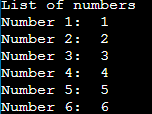 List of numbers
Number 1:  1
Number 2:  2
Number 3:  3
Number 4:  4
Number 5:  5
Number 6:  6